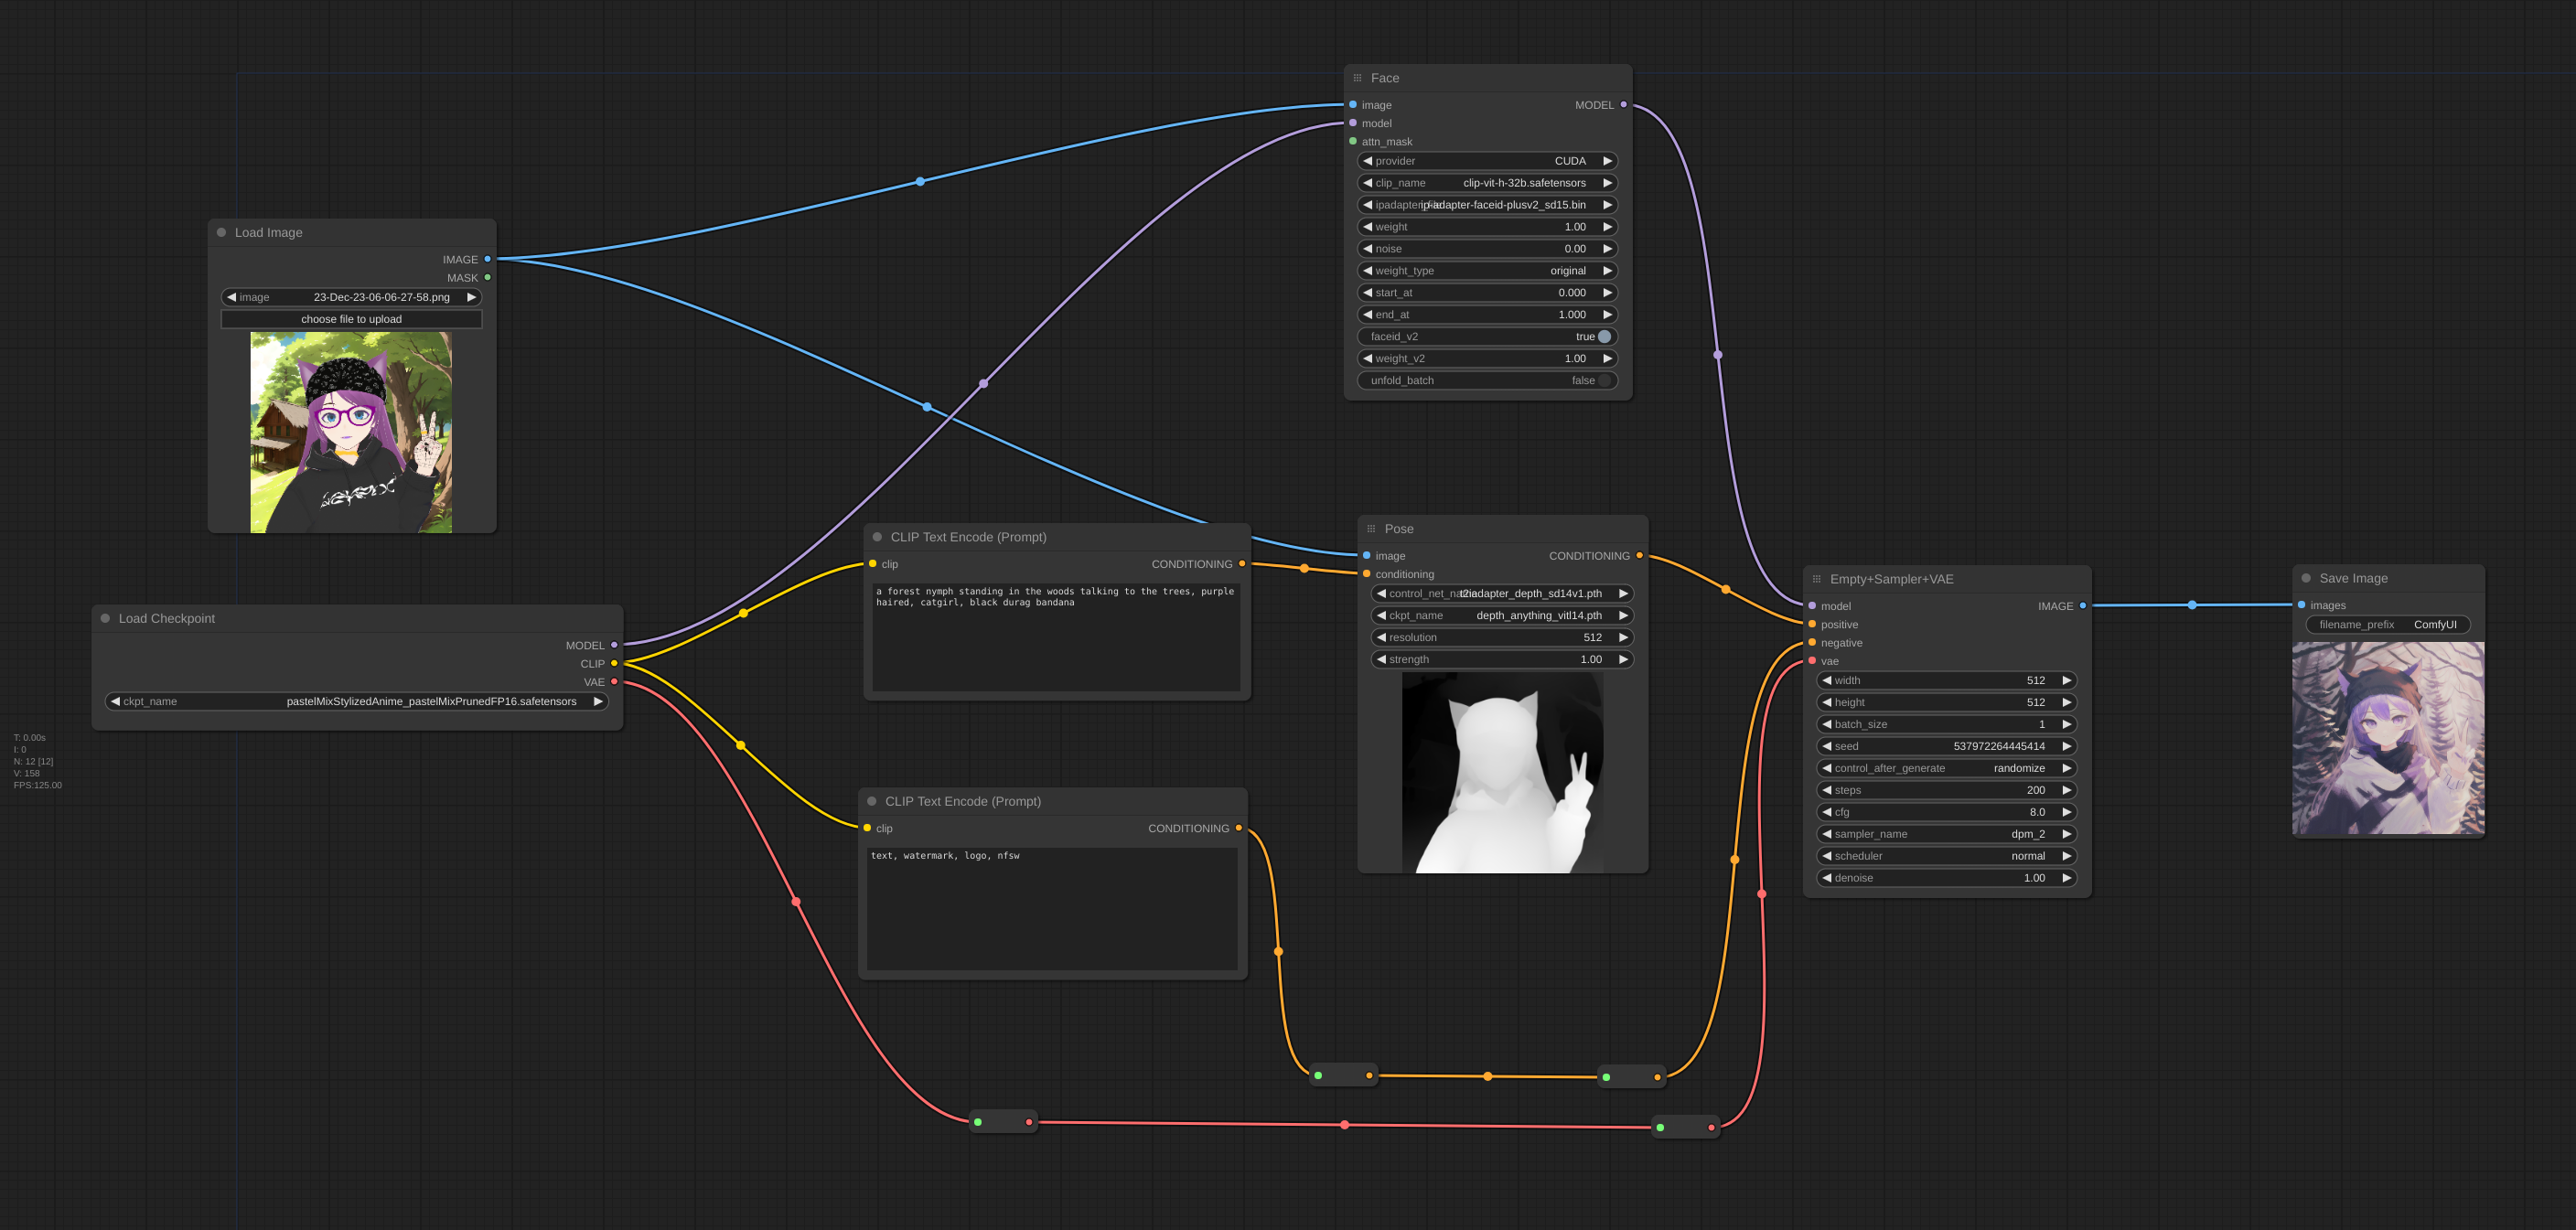 Face
image MODEL
model
attn_mask
provider CUDA
clip_name clip-vit-h-32b.safetensors
ip-adapter-faceid-plusv2_sd15.bin
weight 1.00
noise 0.00
weight_type original
start_at 0.000
end_at 1.000
faceid_v2 true
weight_v2 1.00
unfold_batch false
Load Image
IMAGE
MASK
image 23-Dec-23-06-06-27-58.png
choose file to upload
Load Checkpoint
MODEL
CLIP
VAE
ckpt_name pastelMixStylizedAnime_pastelMixPrunedFP16.safetensors
T: 0.00s
I: 0
N: 12 [12]
V: 158
FPS:125.00
CLIP Text Encode (Prompt)
clip CONDITIONING
a forest nymph standing in the woods talking to the trees, purple
haired, catgirl, black durag bandana
CLIP Text Encode (Prompt)
clip CONDITIONING
text, watermark, logo, nfsw
Pose
image CONDITIONING
conditioning
control_net_name t2iadapter_depth_sd14v1.pth
ckpt_name depth_anything_vitl14.pth
resolution 512
strength 1.00
Empty+Sampler+VAE
model IMAGE
positive
negative
vae
width 512
height 512
batch_size 1
seed 537972264445414
control_after_generate randomize
steps 200
cfg 8.0
sampler_name dpm_2
scheduler normal
denoise 1.00
Save Image
images
filename_prefix ComfyUI